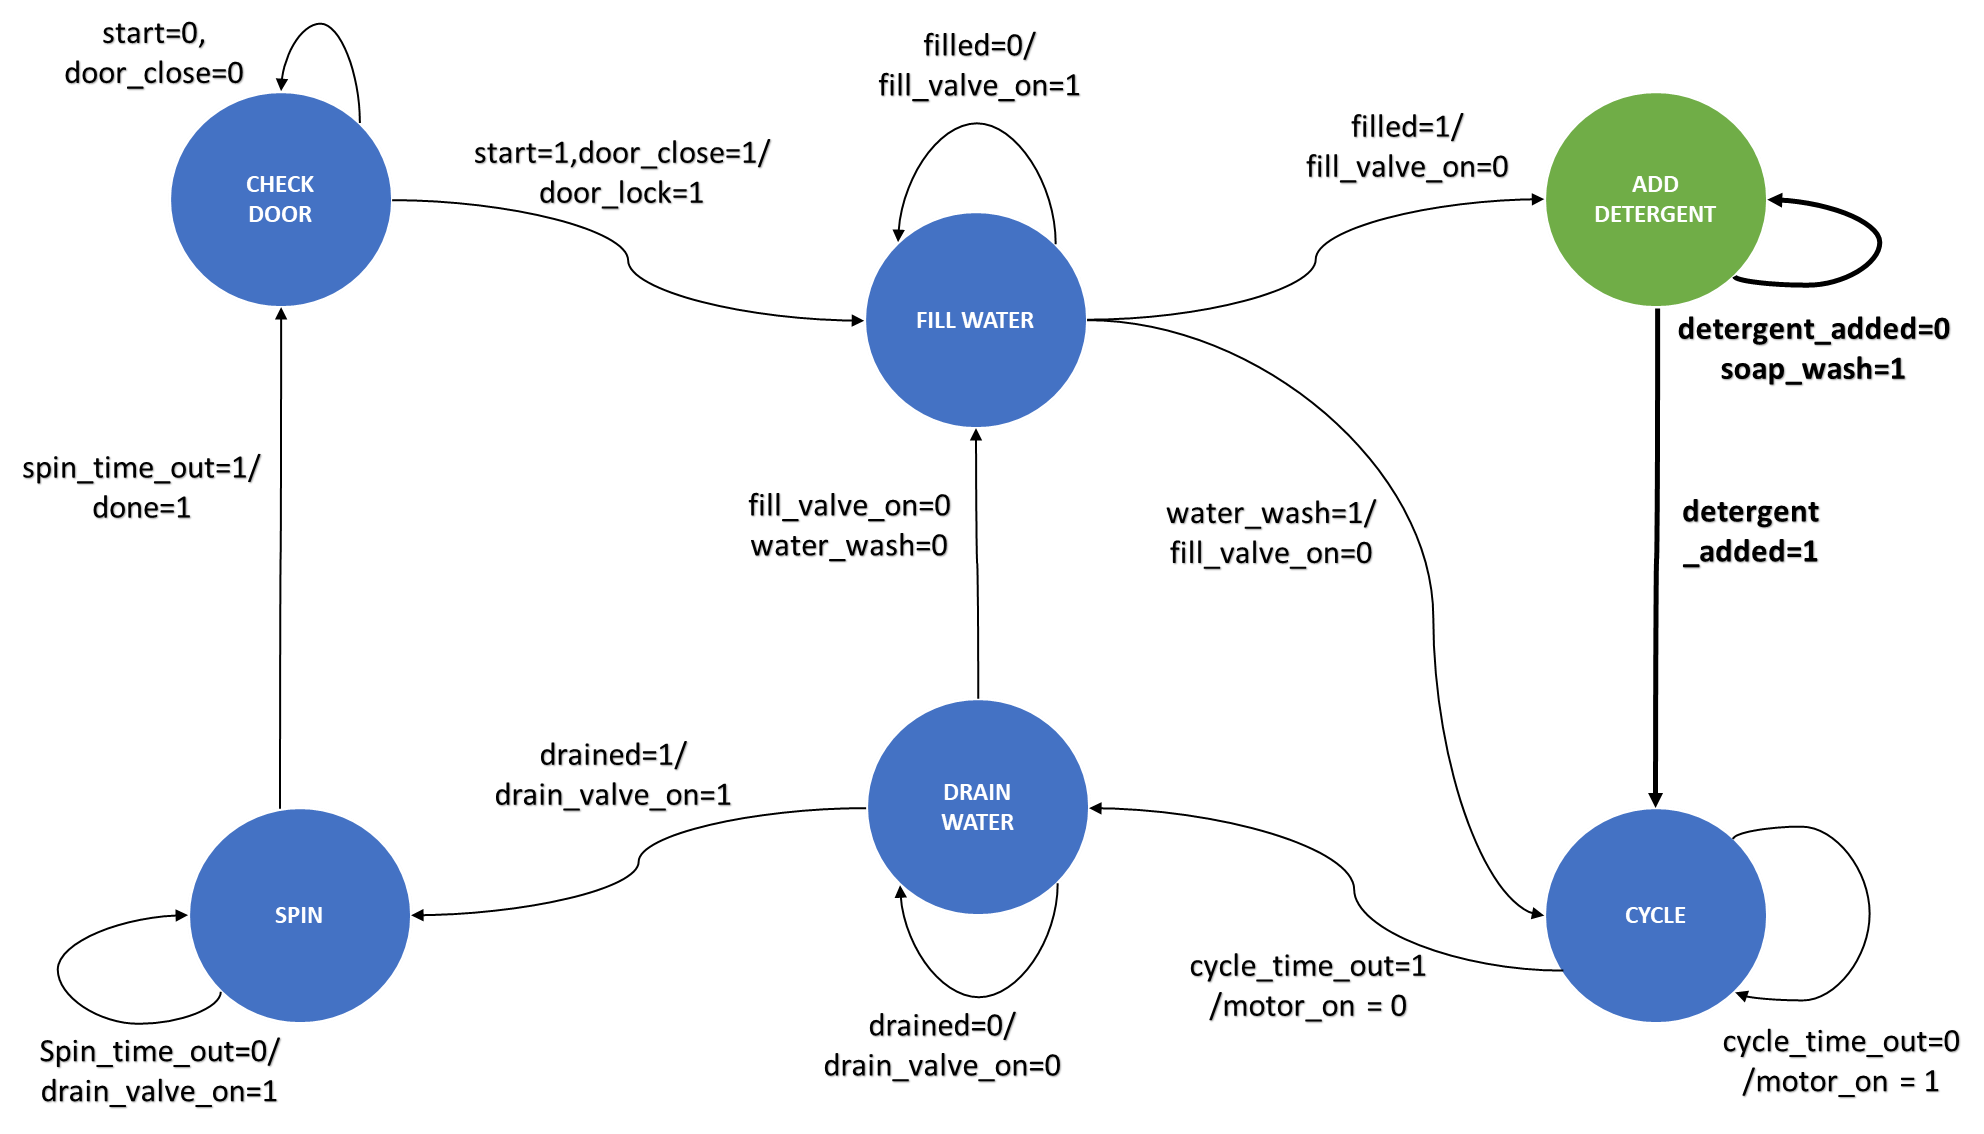 start=0,
door_close=0
filled=0/
fill_valve_on=1
start=1,door_close=1/
door_lock=1
filled=1/
fill_valve_on=0
CHECK
DOOR
ADD
DETERGENT
FILL WATER
detergent_added=0
soap_wash=1
spin_time_out=1/
done=1
fill_valve_on=0
water_wash=0
water_wash=1/
fill_valve_on=0
detergent
_added=1
drained=1/
drain_valve_on=1
DRAIN
WATER
SPIN
CYCLE
cycle_time_out=1
/motor_on = 0
drained=0/
drain_valve_on=0
Spin_time_out=0/
drain_valve_on=1
cycle_time_out=0
/motor_on = 1